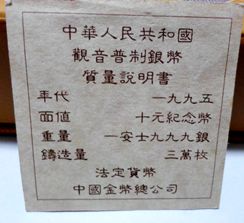 中華人民共和國
觀音普制銀幣
質量說明書
年代 一九九五
面值 十元紀念幣
重量 一安士九九九銀
鑄造量 三萬枚
法定貨幣
中國金幣總公司